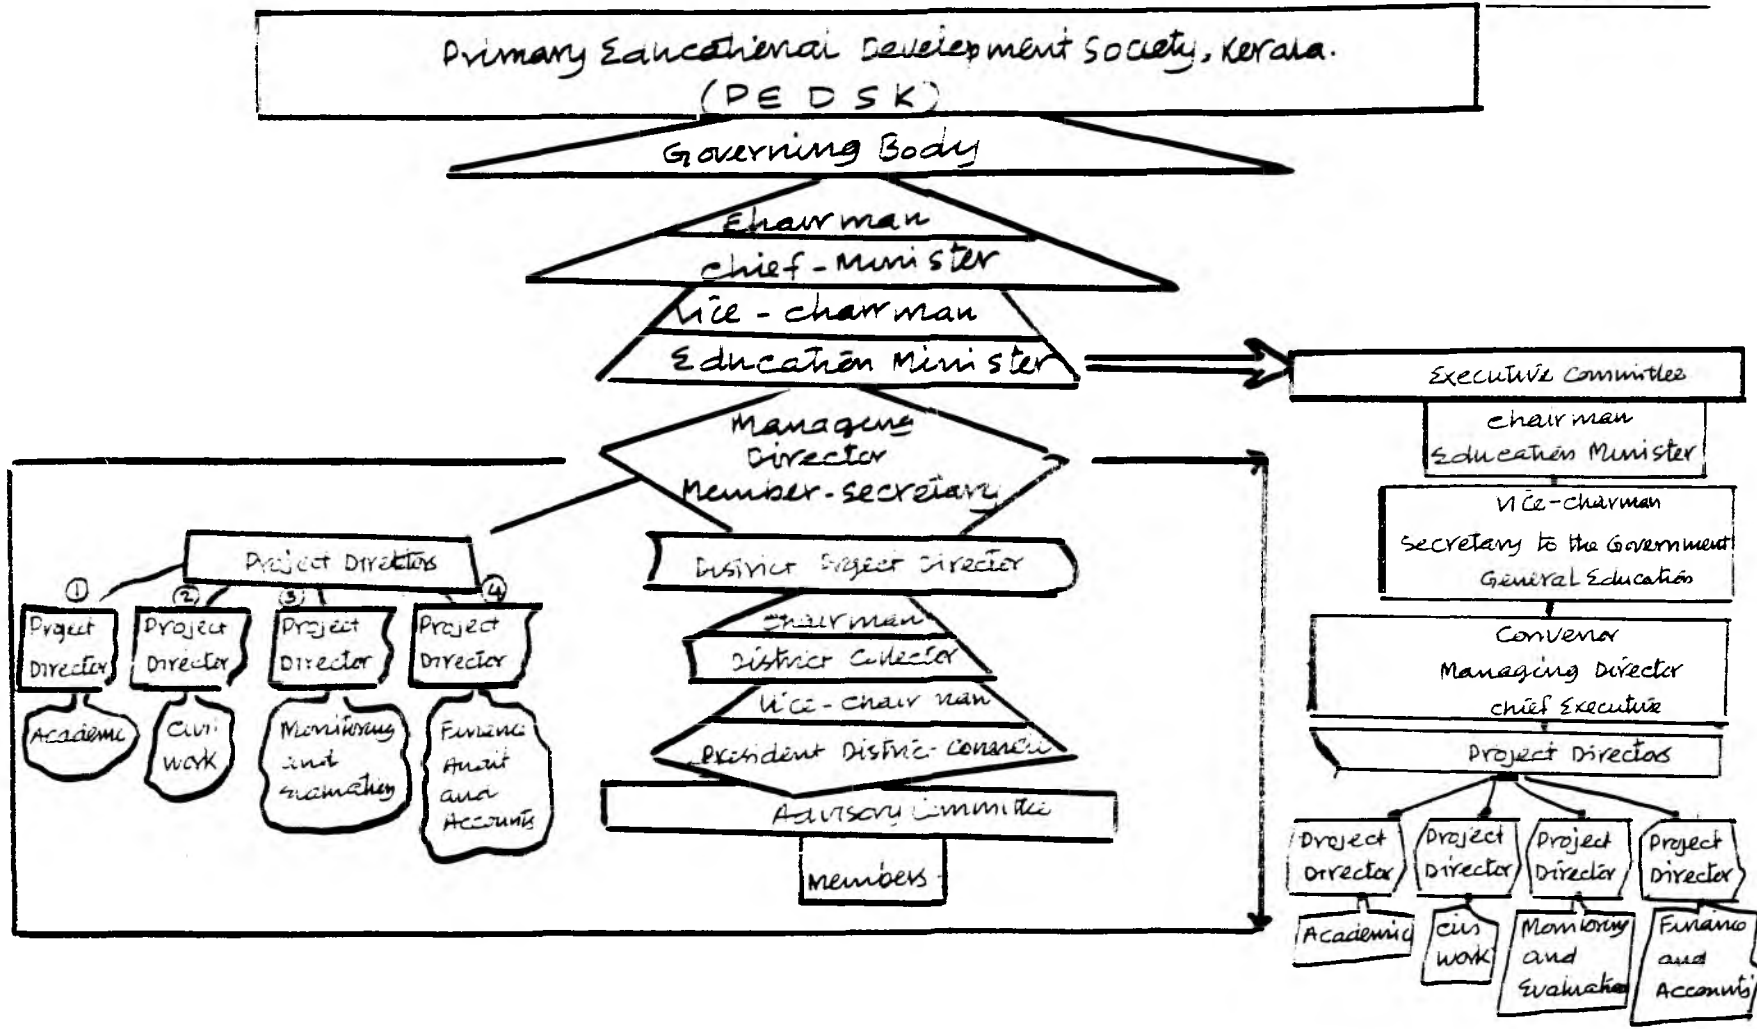 Primary Educational Development Society, Kerala.
(PEDSK)
Governing Body
Chairman
Chief-Minister
Vice-chairman
Education Minister
Managing
Director
Member-secretary
Project Directors
①
②
③
④
Project
Director
Academic
Project
Director
Civil
work
Project
Director
Monitoring
and
Evaluation
Project
Director
Finance
Audit
and
Accounts
District Project Director
Chairman
District Collector
Vice-chairman
President District-Council
Advisory Committee
Members
Executive Committee
Chairman
Education Minister
Vice-charman
Secretary to the Government
General Education
Convenor
Managing Director
chief Executive
Project Directors
Project
Director
Academic
Project
Director
work
Project
Director
Monitoring
and
Evaluation
Project
Director
Finance
and
Accounts